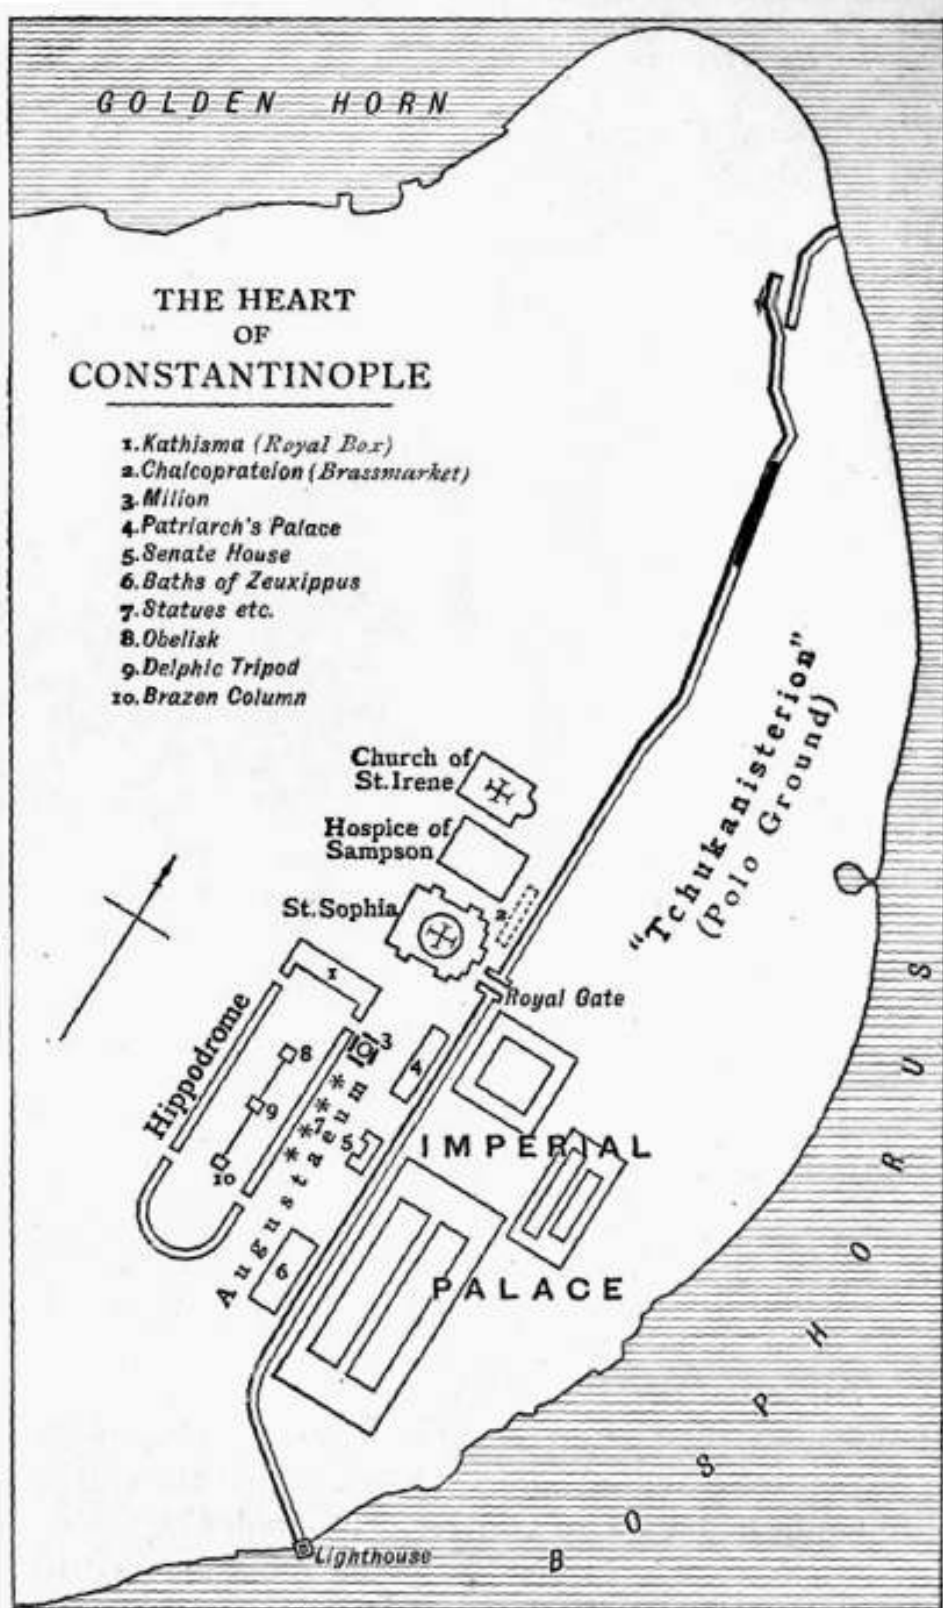 GOLDEN HORN
THE HEART
OF
CONSTANTINOPLE
1. Kathisma (Royal Box)
2. Chalcoprateion (Brassmarket)
3. Milion
4. Patriarch's Palace
5. Senate House
6. Baths of Zeuxippus
7. Statues etc.
8. Obelisk
9. Delphic Tripod
10. Brazen Column
Church of
St. Irene
Hospice of
Sampson
St. Sophia
2
"Tchukanisterion"
(Polo Ground)
Royal Gate
1
Hippodrome
8
3
4
9
7
5
10
Augustaeum
6
IMPERIAL
PALACE
BOSPHORUS
Lighthouse